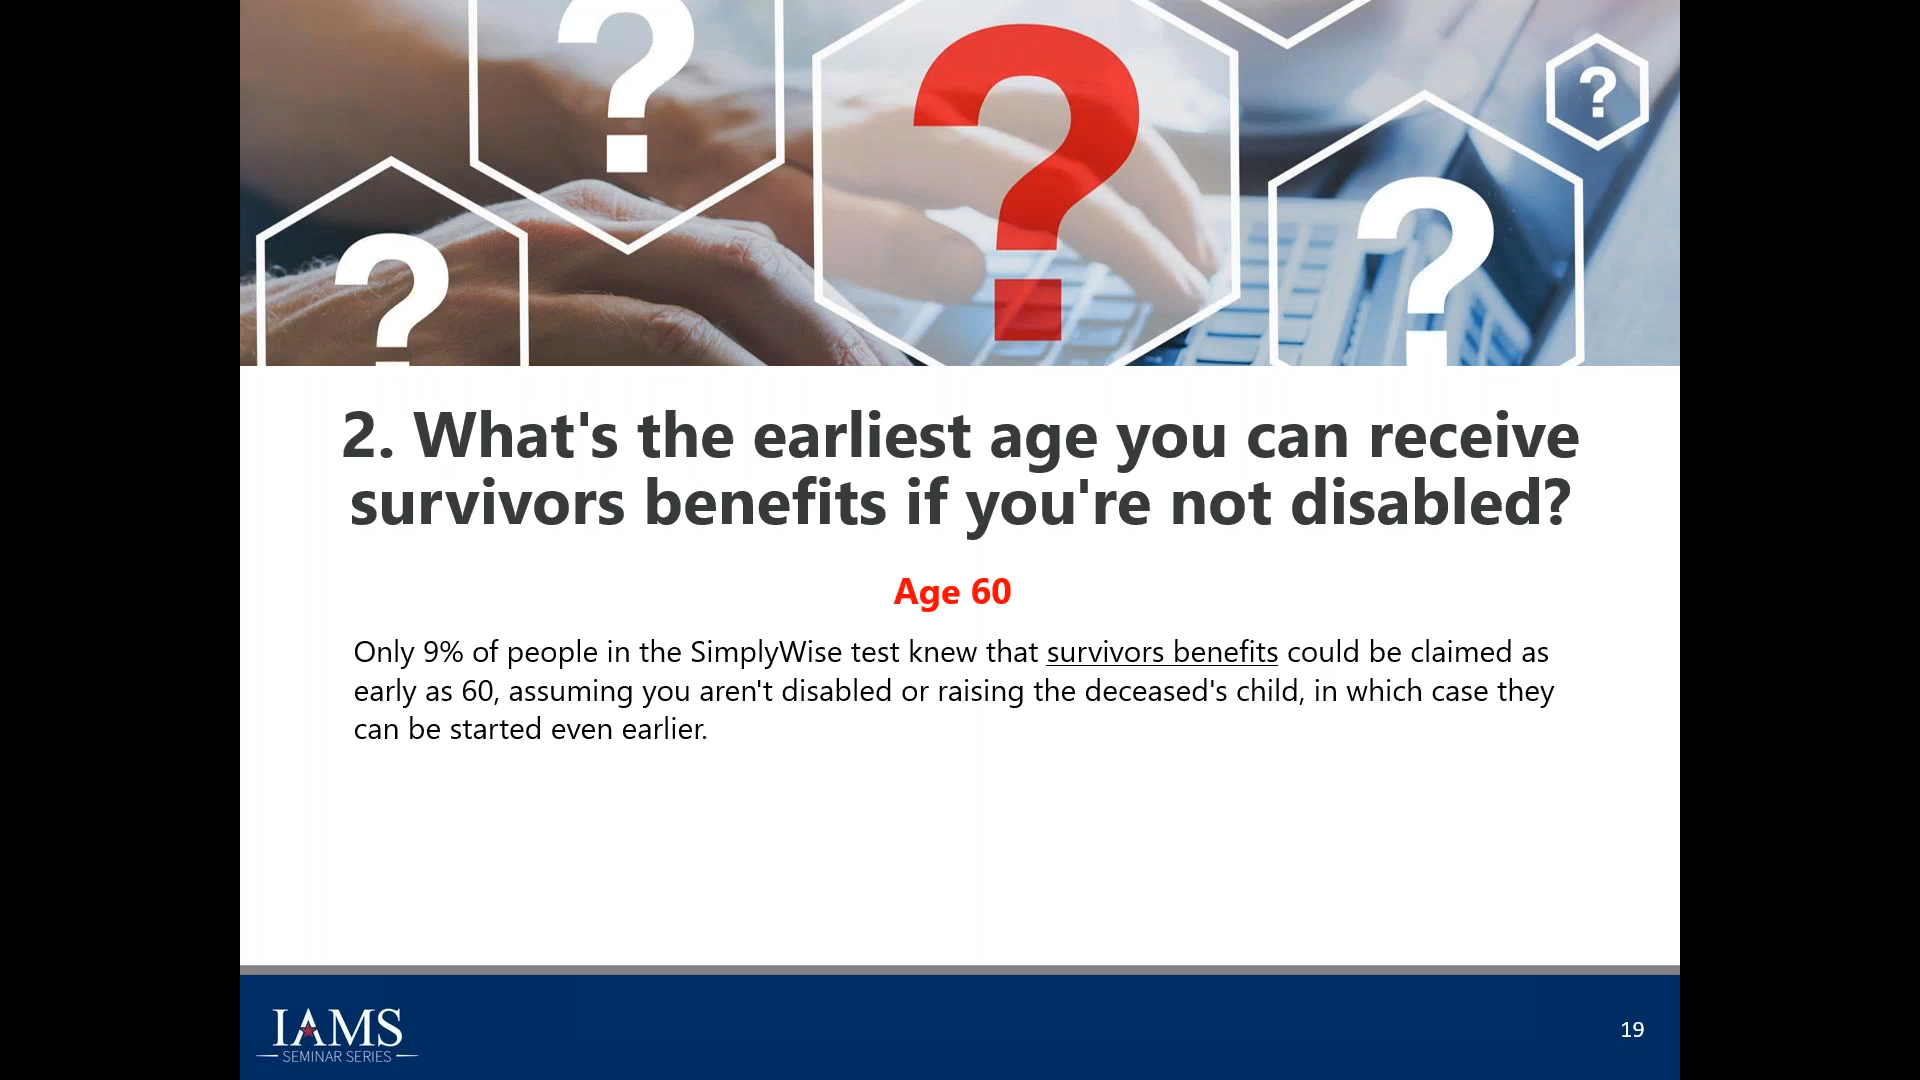 ?
?
?
?
?
2. What's the earliest age you can receive
survivors benefits if you're not disabled?
Age 60
Only 9% of people in the SimplyWise test knew that survivors benefits could be claimed as
early as 60, assuming you aren't disabled or raising the deceased's child, in which case they
can be started even earlier.
IAMS
SEMINAR SERIES
19